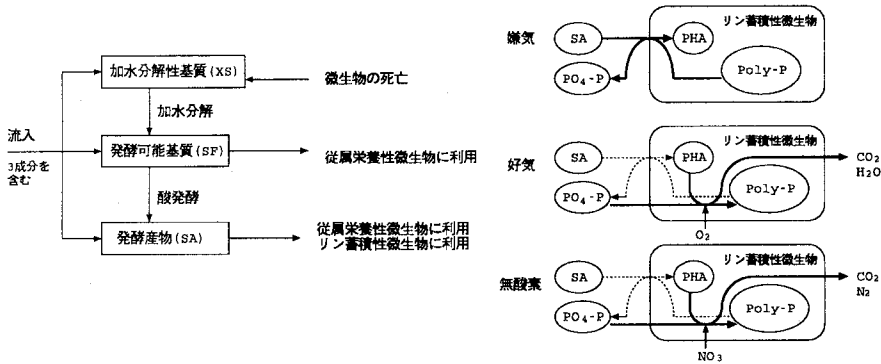 加水分解性基質(XS)
微生物の死亡
加水分解
流入
3成分を
含む
発酵可能基質(SF)
従属栄養性微生物に利用
酸発酵
発酵産物(SA)
従属栄養性微生物に利用
リン蓄積性微生物に利用
嫌気
リン蓄積性微生物
SA
PHA
PO₄-P
Poly-P
好気
リン蓄積性微生物
SA
PHA
PO₄-P
Poly-P
CO₂
H₂O
O₂
無酸素
リン蓄積性微生物
SA
PHA
PO₄-P
Poly-P
CO₂
N₂
NO₃